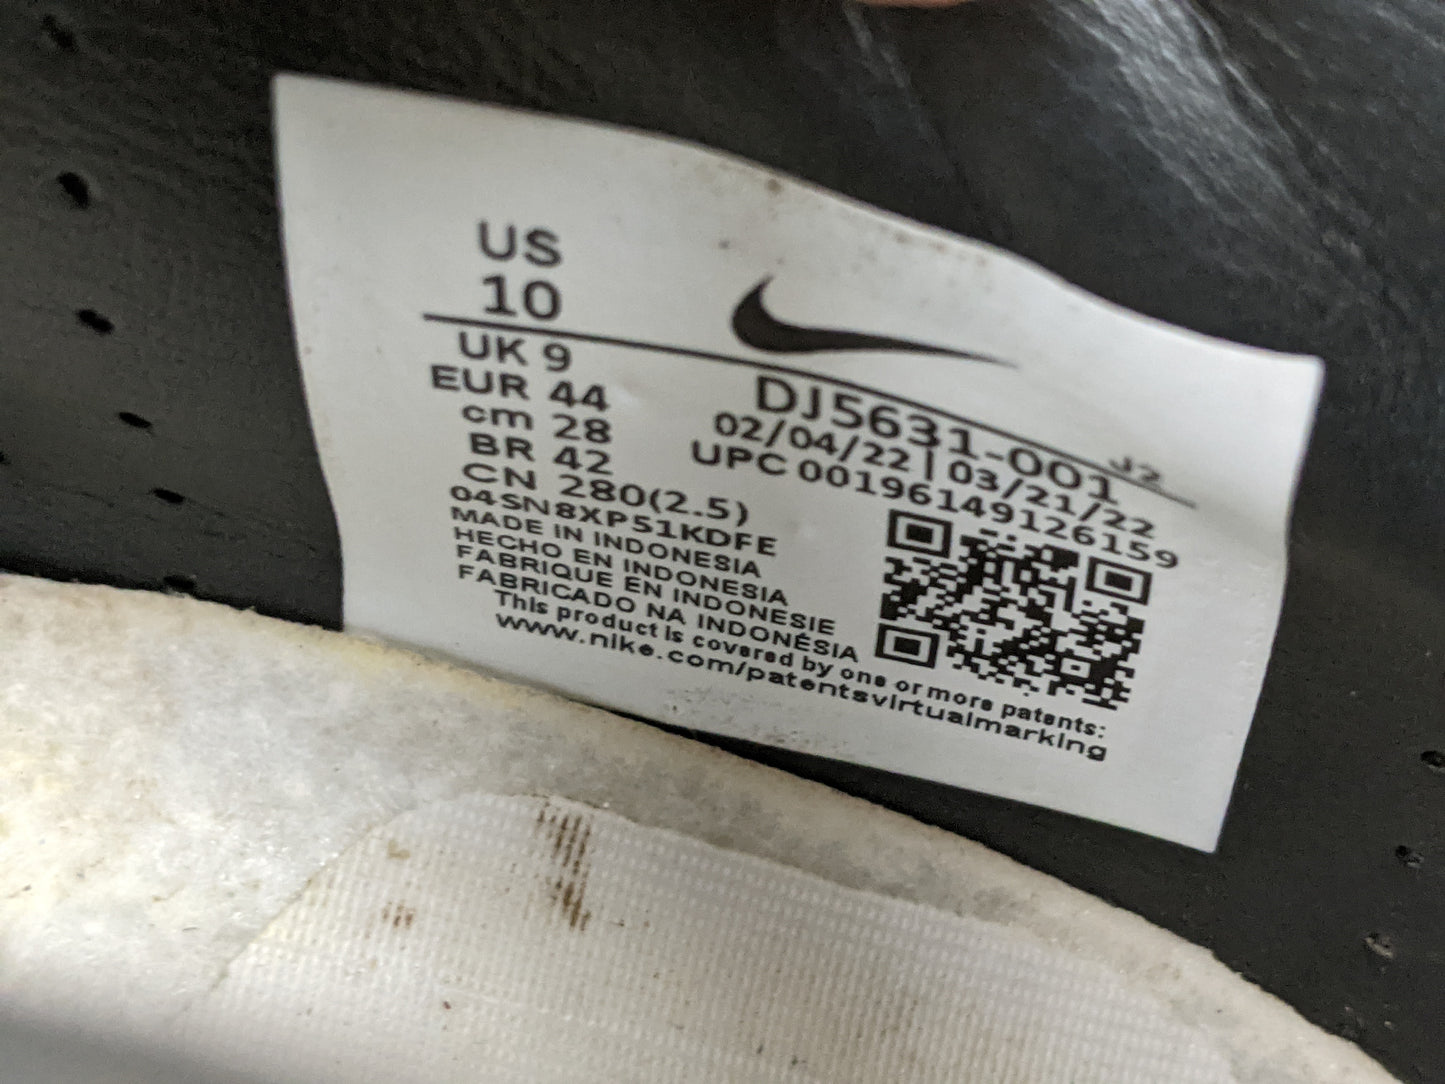 US
10
UK 9
EUR 44
cm 28
BR 42
CN 280(2.5)
04SN8XP51KDFE
MADE IN INDONESIA
HECHO EN INDONESIA
FABRIQUE EN INDONESIE
FABRICADO NA INDONÉSIA
This product is covered by one or more patents:
www.nike.com/patentsvirtualmarking
DJ5631-001
J2
02/04/22 | 03/21/22
UPC 00196149126159